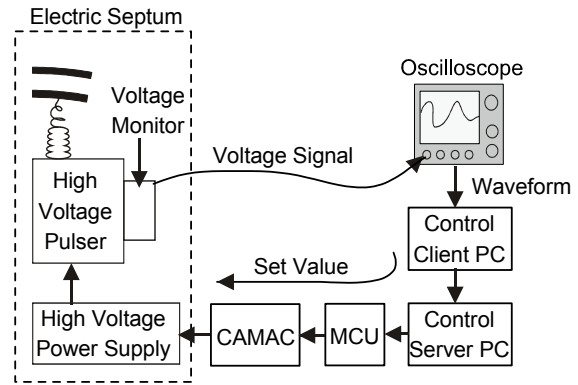 Electric Septum
Voltage
Monitor
Oscilloscope
Voltage Signal
Waveform
High
Voltage
Pulser
Control
Client PC
Set Value
High Voltage
Power Supply
CAMAC
MCU
Control
Server PC